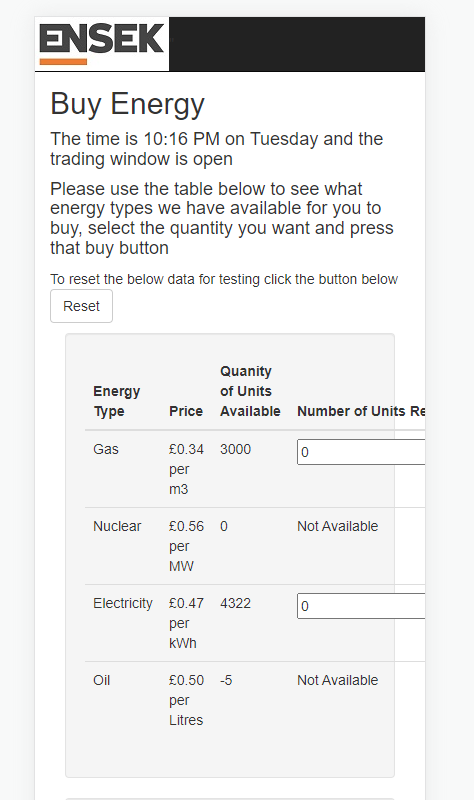 ENSEK
Buy Energy
The time is 10:16 PM on Tuesday and the
trading window is open
Please use the table below to see what
energy types we have available for you to
buy, select the quantity you want and press
that buy button
To reset the below data for testing click the button below
Reset
Energy Type Price Quanity of Units Available Number of Units Re
Gas £0.34 per m3 3000 0
Nuclear £0.56 per MW 0 Not Available
Electricity £0.47 per kWh 4322 0
Oil £0.50 per Litres -5 Not Available